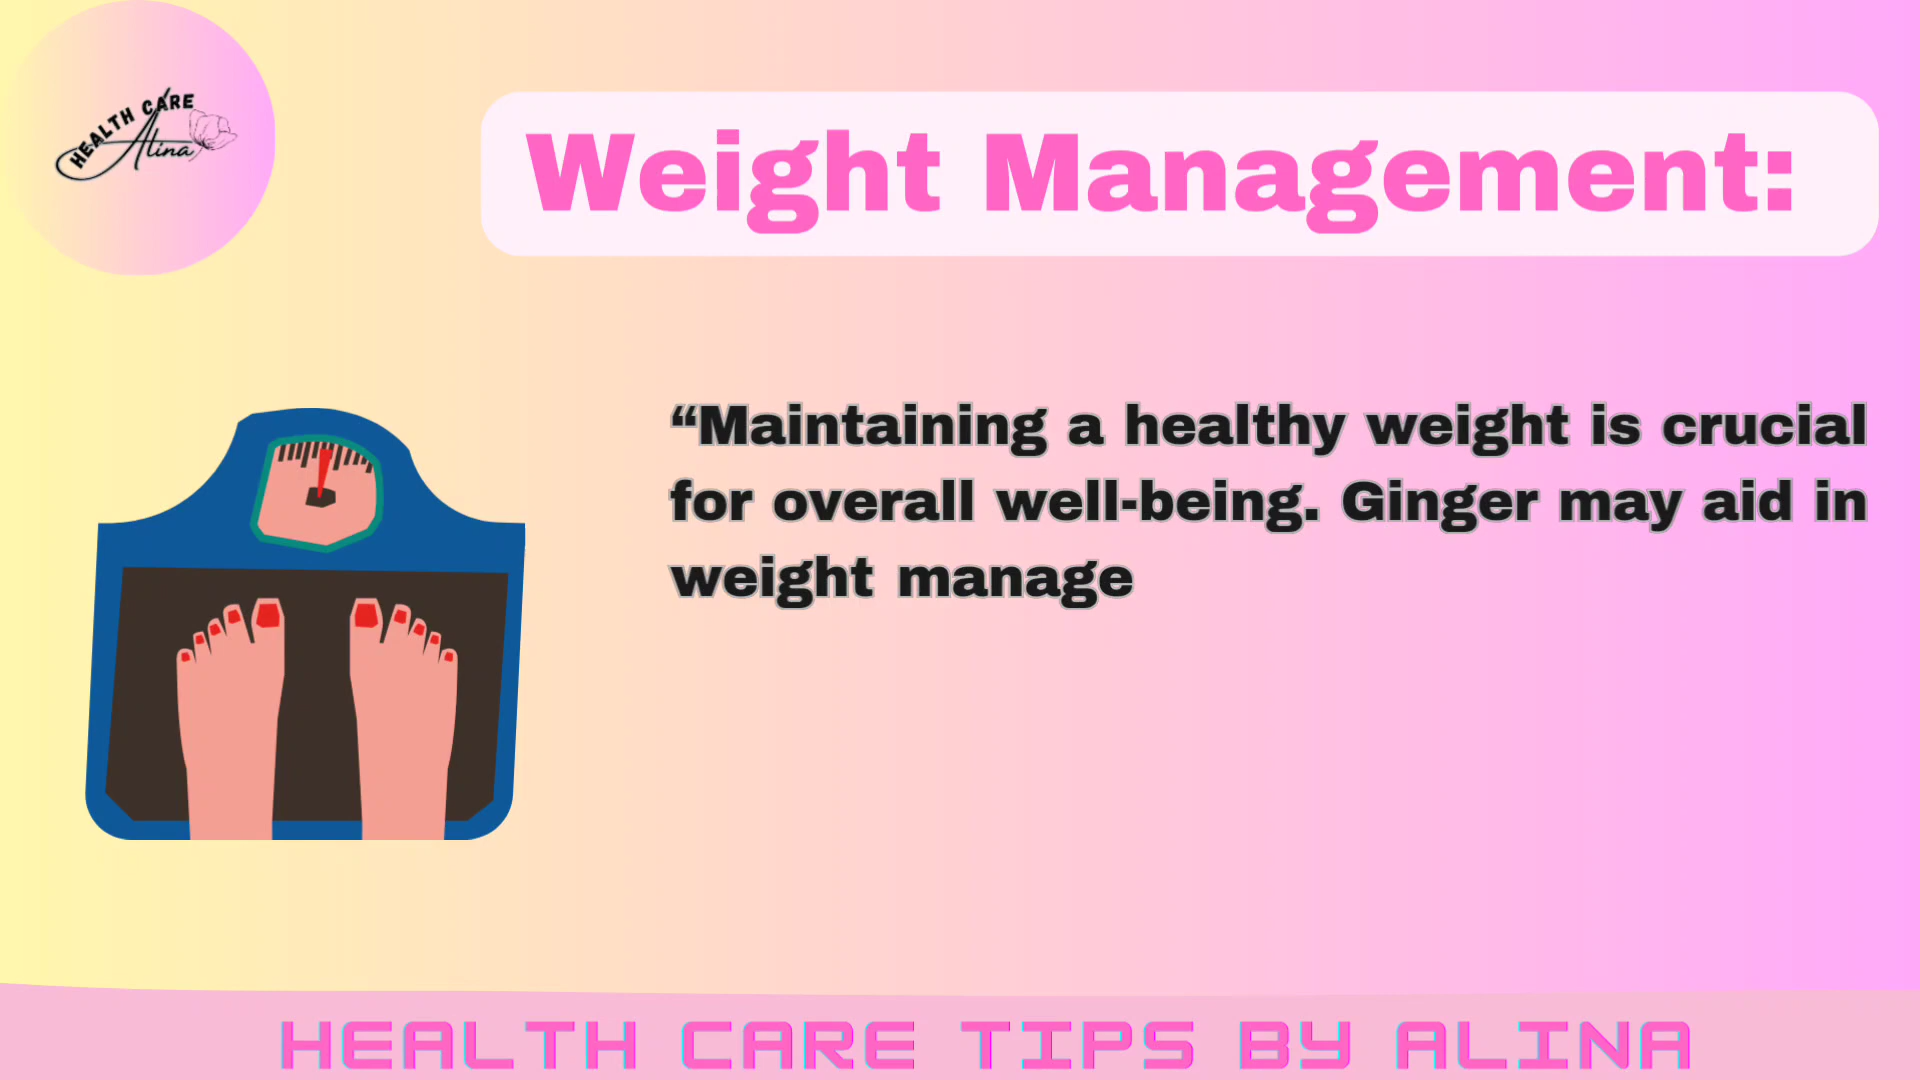 HEALTH CARE
Alina
Weight Management:
“Maintaining a healthy weight is crucial
for overall well-being. Ginger may aid in
weight manage
HEALTH CARE TIPS BY ALINA